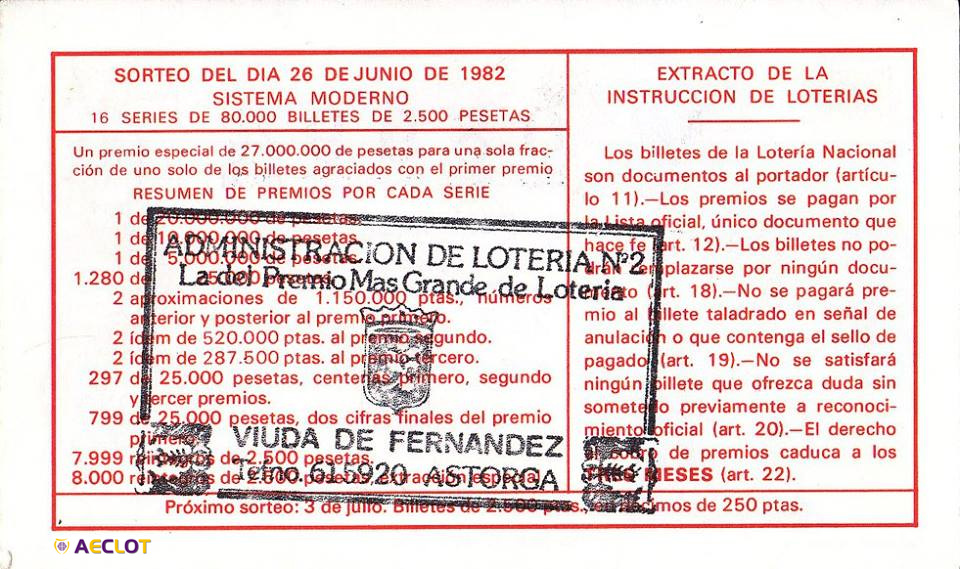 SORTEO DEL DIA 26 DE JUNIO DE 1982
SISTEMA MODERNO
16 SERIES DE 80.000 BILLETES DE 2.500 PESETAS
Un premio especial de 27.000.000 de pesetas para una sola frac-
ción de uno solo de los billetes agraciados con el primer premio
RESUMEN DE PREMIOS POR CADA SERIE
1 de 20.000.000 de pesetas.
1 de 10.000.000 de pesetas.
1 de 5.000.000 de pesetas.
1.280 de pesetas.
2 aproximaciones de 1.150.000 ptas., números
anterior y posterior al premio primero.
2 ídem de 520.000 ptas. al premio segundo.
2 ídem de 287.500 ptas. al premio tercero.
297 de 25.000 pesetas, centenas primero, segundo
y tercer premios.
799 de 25.000 pesetas, dos cifras finales del premio
primero.
7.999 reintegros de 2.500 pesetas.
8.000 reintegros de 2.500 pesetas, extracción especial.
EXTRACTO DE LA
INSTRUCCION DE LOTERIAS
Los billetes de la Lotería Nacional
son documentos al portador (artícu-
lo 11).—Los premios se pagan por
la Lista oficial, único documento que
hace fe (art. 12).—Los billetes no po-
drán remplazarse por ningún docu-
mento (art. 18).—No se pagará pre-
mio al billete taladrado en señal de
anulación o que contenga el sello de
pagado (art. 19).—No se satisfará
ningún billete que ofrezca duda sin
someterlo previamente a reconoci-
miento oficial (art. 20).—El derecho
al cobro de premios caduca a los
TRES MESES (art. 22).
Próximo sorteo: 3 de julio. Billetes de 2.500 ptas., en décimos de 250 ptas.
ADMINISTRACION DE LOTERIA Nº2
La del Premio Mas Grande de Loteria
VIUDA DE FERNANDEZ
Tefno. 615920 ASTORGA
AECLOT